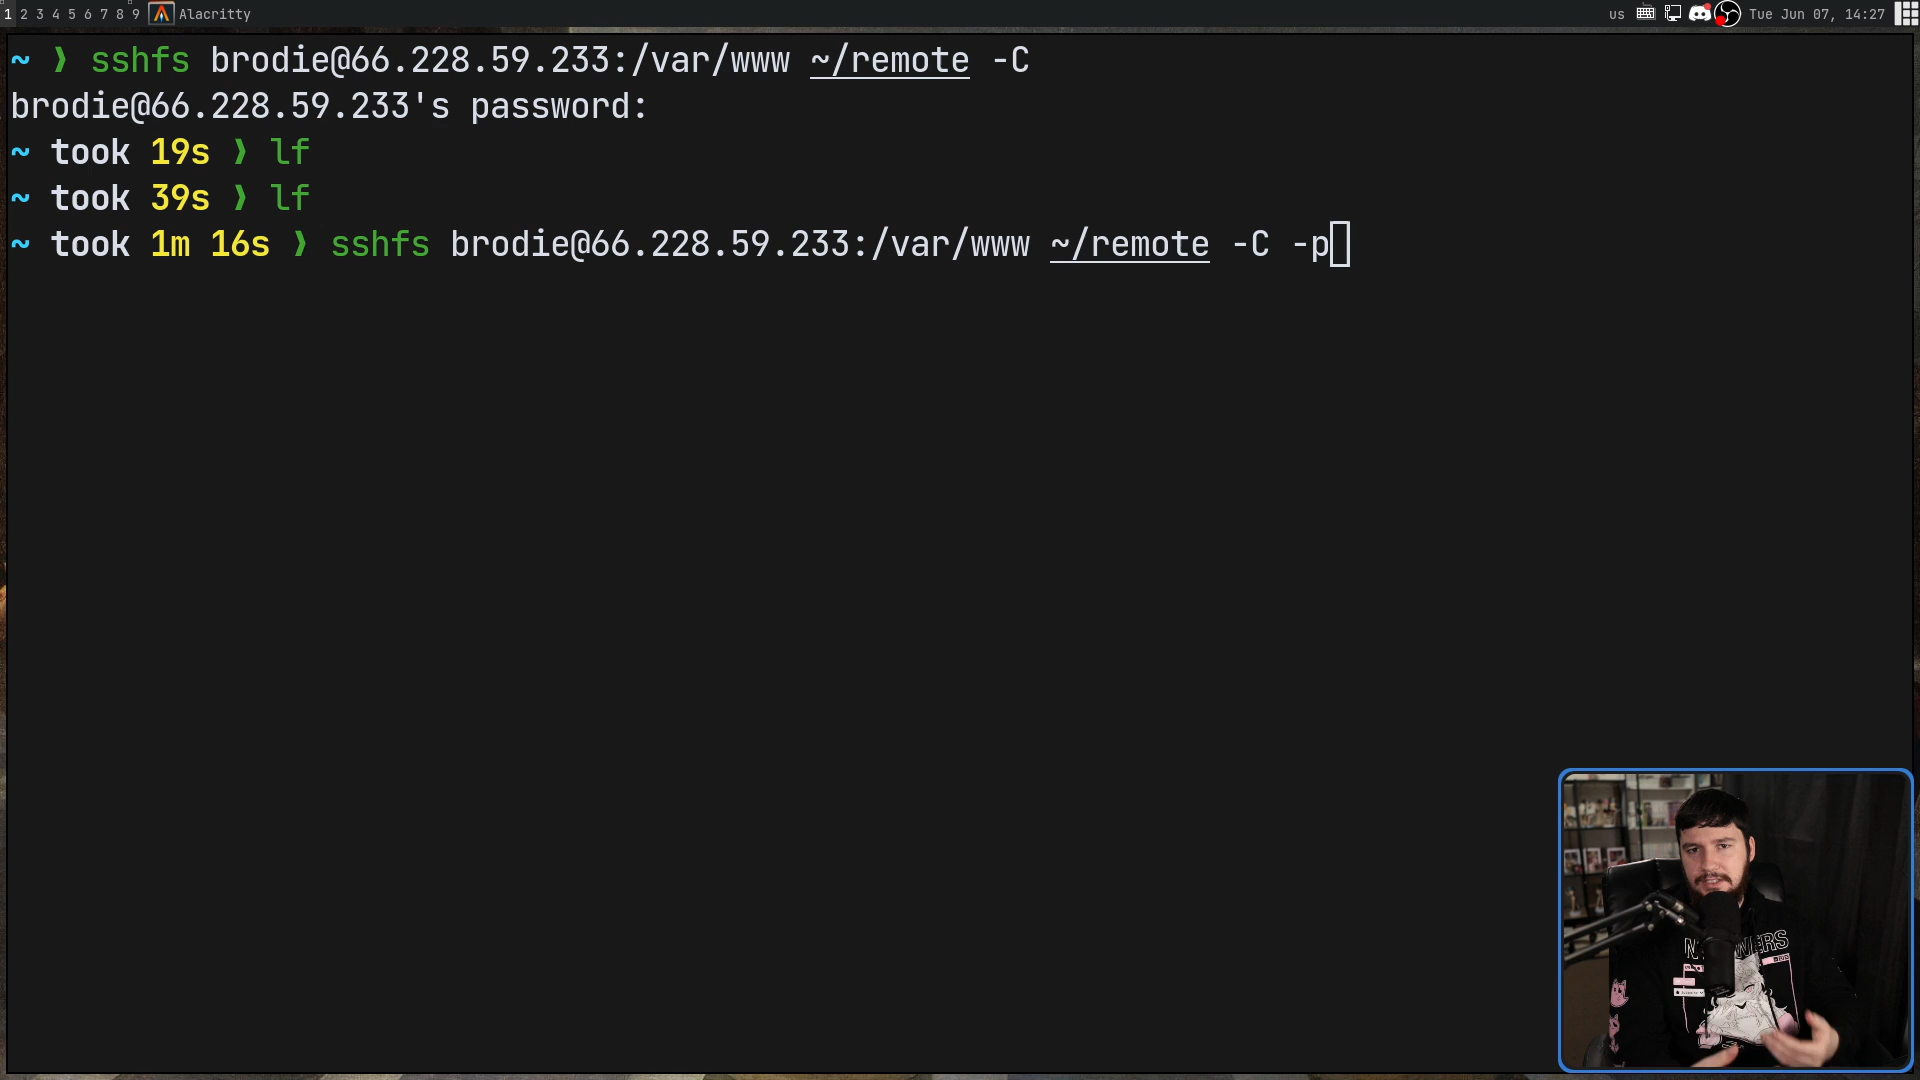 1 2 3 4 5 6 7 8 9 Alacritty us Tue Jun 07, 14:27
~ ❯ sshfs brodie@66.228.59.233:/var/www ~/remote -C
brodie@66.228.59.233's password:
~ took 19s ❯ lf
~ took 39s ❯ lf
~ took 1m 16s ❯ sshfs brodie@66.228.59.233:/var/www ~/remote -C -p